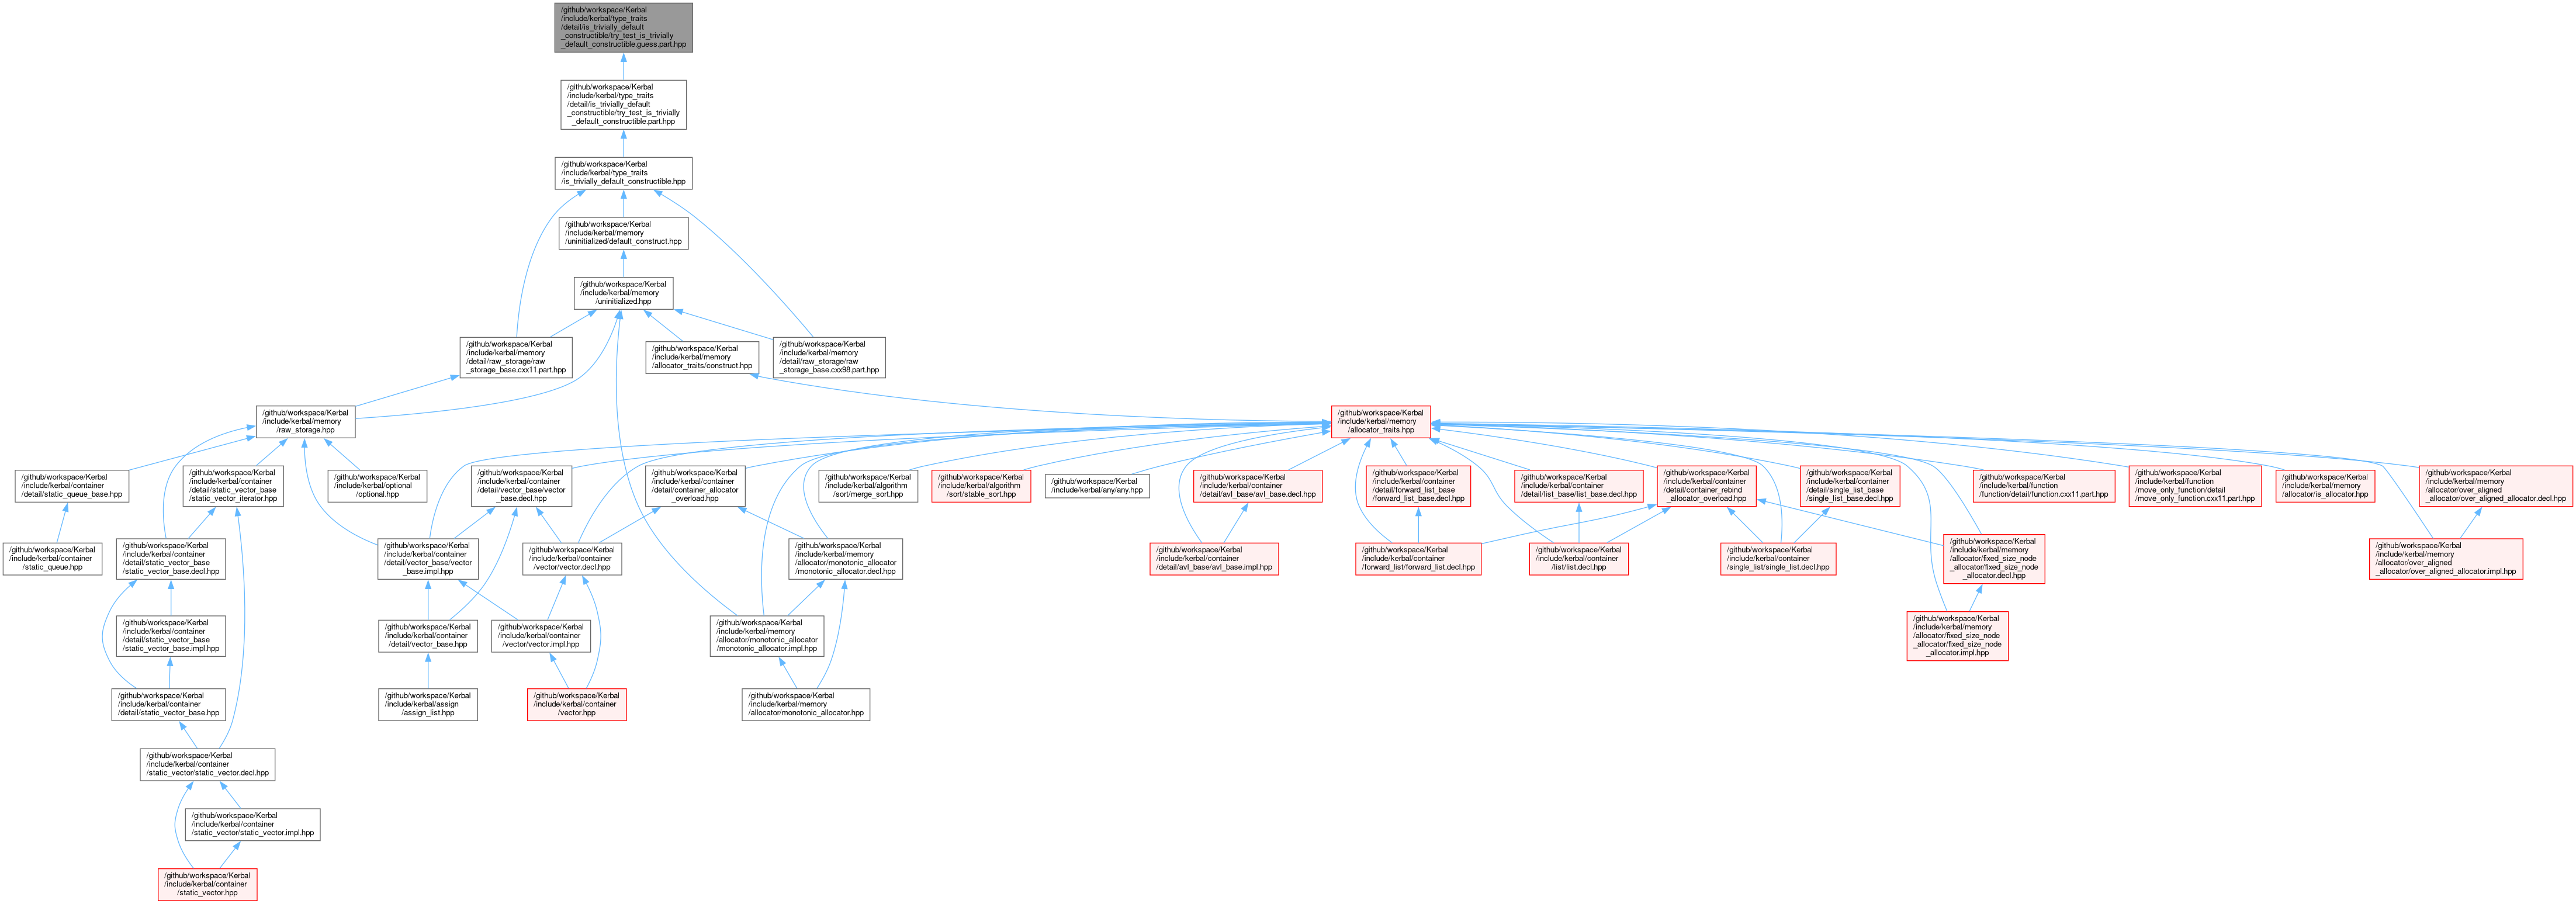 /github/workspace/Kerbal
/include/kerbal/type_traits
/detail/is_trivially_default
_constructible/try_test_is_trivially
_default_constructible.guess.part.hpp
/github/workspace/Kerbal
/include/kerbal/type_traits
/detail/is_trivially_default
_constructible/try_test_is_trivially
_default_constructible.part.hpp
/github/workspace/Kerbal
/include/kerbal/type_traits
/is_trivially_default_constructible.hpp
/github/workspace/Kerbal
/include/kerbal/memory
/uninitialized/default_construct.hpp
/github/workspace/Kerbal
/include/kerbal/memory
/uninitialized.hpp
/github/workspace/Kerbal
/include/kerbal/memory
/detail/raw_storage/raw
_storage_base.cxx11.part.hpp
/github/workspace/Kerbal
/include/kerbal/memory
/allocator_traits/construct.hpp
/github/workspace/Kerbal
/include/kerbal/memory
/detail/raw_storage/raw
_storage_base.cxx98.part.hpp
/github/workspace/Kerbal
/include/kerbal/memory
/raw_storage.hpp
/github/workspace/Kerbal
/include/kerbal/memory
/allocator_traits.hpp
/github/workspace/Kerbal
/include/kerbal/container
/detail/static_queue_base.hpp
/github/workspace/Kerbal
/include/kerbal/container
/detail/static_vector_base
/static_vector_iterator.hpp
/github/workspace/Kerbal
/include/kerbal/optional
/optional.hpp
/github/workspace/Kerbal
/include/kerbal/container
/detail/vector_base/vector
_base.decl.hpp
/github/workspace/Kerbal
/include/kerbal/container
/detail/container_allocator
_overload.hpp
/github/workspace/Kerbal
/include/kerbal/algorithm
/sort/merge_sort.hpp
/github/workspace/Kerbal
/include/kerbal/algorithm
/sort/stable_sort.hpp
/github/workspace/Kerbal
/include/kerbal/any/any.hpp
/github/workspace/Kerbal
/include/kerbal/container
/detail/avl_base/avl_base.decl.hpp
/github/workspace/Kerbal
/include/kerbal/container
/detail/forward_list_base
/forward_list_base.decl.hpp
/github/workspace/Kerbal
/include/kerbal/container
/detail/list_base/list_base.decl.hpp
/github/workspace/Kerbal
/include/kerbal/container
/detail/container_rebind
_allocator_overload.hpp
/github/workspace/Kerbal
/include/kerbal/container
/detail/single_list_base
/single_list_base.decl.hpp
/github/workspace/Kerbal
/include/kerbal/function
/function/detail/function.cxx11.part.hpp
/github/workspace/Kerbal
/include/kerbal/function
/move_only_function/detail
/move_only_function.cxx11.part.hpp
/github/workspace/Kerbal
/include/kerbal/memory
/allocator/is_allocator.hpp
/github/workspace/Kerbal
/include/kerbal/memory
/allocator/over_aligned
_allocator/over_aligned_allocator.decl.hpp
/github/workspace/Kerbal
/include/kerbal/container
/static_queue.hpp
/github/workspace/Kerbal
/include/kerbal/container
/detail/static_vector_base
/static_vector_base.decl.hpp
/github/workspace/Kerbal
/include/kerbal/container
/detail/vector_base/vector
_base.impl.hpp
/github/workspace/Kerbal
/include/kerbal/container
/vector/vector.decl.hpp
/github/workspace/Kerbal
/include/kerbal/memory
/allocator/monotonic_allocator
/monotonic_allocator.decl.hpp
/github/workspace/Kerbal
/include/kerbal/container
/detail/avl_base/avl_base.impl.hpp
/github/workspace/Kerbal
/include/kerbal/container
/forward_list/forward_list.decl.hpp
/github/workspace/Kerbal
/include/kerbal/container
/list/list.decl.hpp
/github/workspace/Kerbal
/include/kerbal/container
/single_list/single_list.decl.hpp
/github/workspace/Kerbal
/include/kerbal/memory
/allocator/fixed_size_node
_allocator/fixed_size_node
_allocator.decl.hpp
/github/workspace/Kerbal
/include/kerbal/memory
/allocator/over_aligned
_allocator/over_aligned_allocator.impl.hpp
/github/workspace/Kerbal
/include/kerbal/container
/detail/static_vector_base
/static_vector_base.impl.hpp
/github/workspace/Kerbal
/include/kerbal/container
/detail/vector_base.hpp
/github/workspace/Kerbal
/include/kerbal/container
/vector/vector.impl.hpp
/github/workspace/Kerbal
/include/kerbal/memory
/allocator/monotonic_allocator
/monotonic_allocator.impl.hpp
/github/workspace/Kerbal
/include/kerbal/memory
/allocator/fixed_size_node
_allocator/fixed_size_node
_allocator.impl.hpp
/github/workspace/Kerbal
/include/kerbal/container
/detail/static_vector_base.hpp
/github/workspace/Kerbal
/include/kerbal/assign
/assign_list.hpp
/github/workspace/Kerbal
/include/kerbal/container
/vector.hpp
/github/workspace/Kerbal
/include/kerbal/memory
/allocator/monotonic_allocator.hpp
/github/workspace/Kerbal
/include/kerbal/container
/static_vector/static_vector.decl.hpp
/github/workspace/Kerbal
/include/kerbal/container
/static_vector/static_vector.impl.hpp
/github/workspace/Kerbal
/include/kerbal/container
/static_vector.hpp